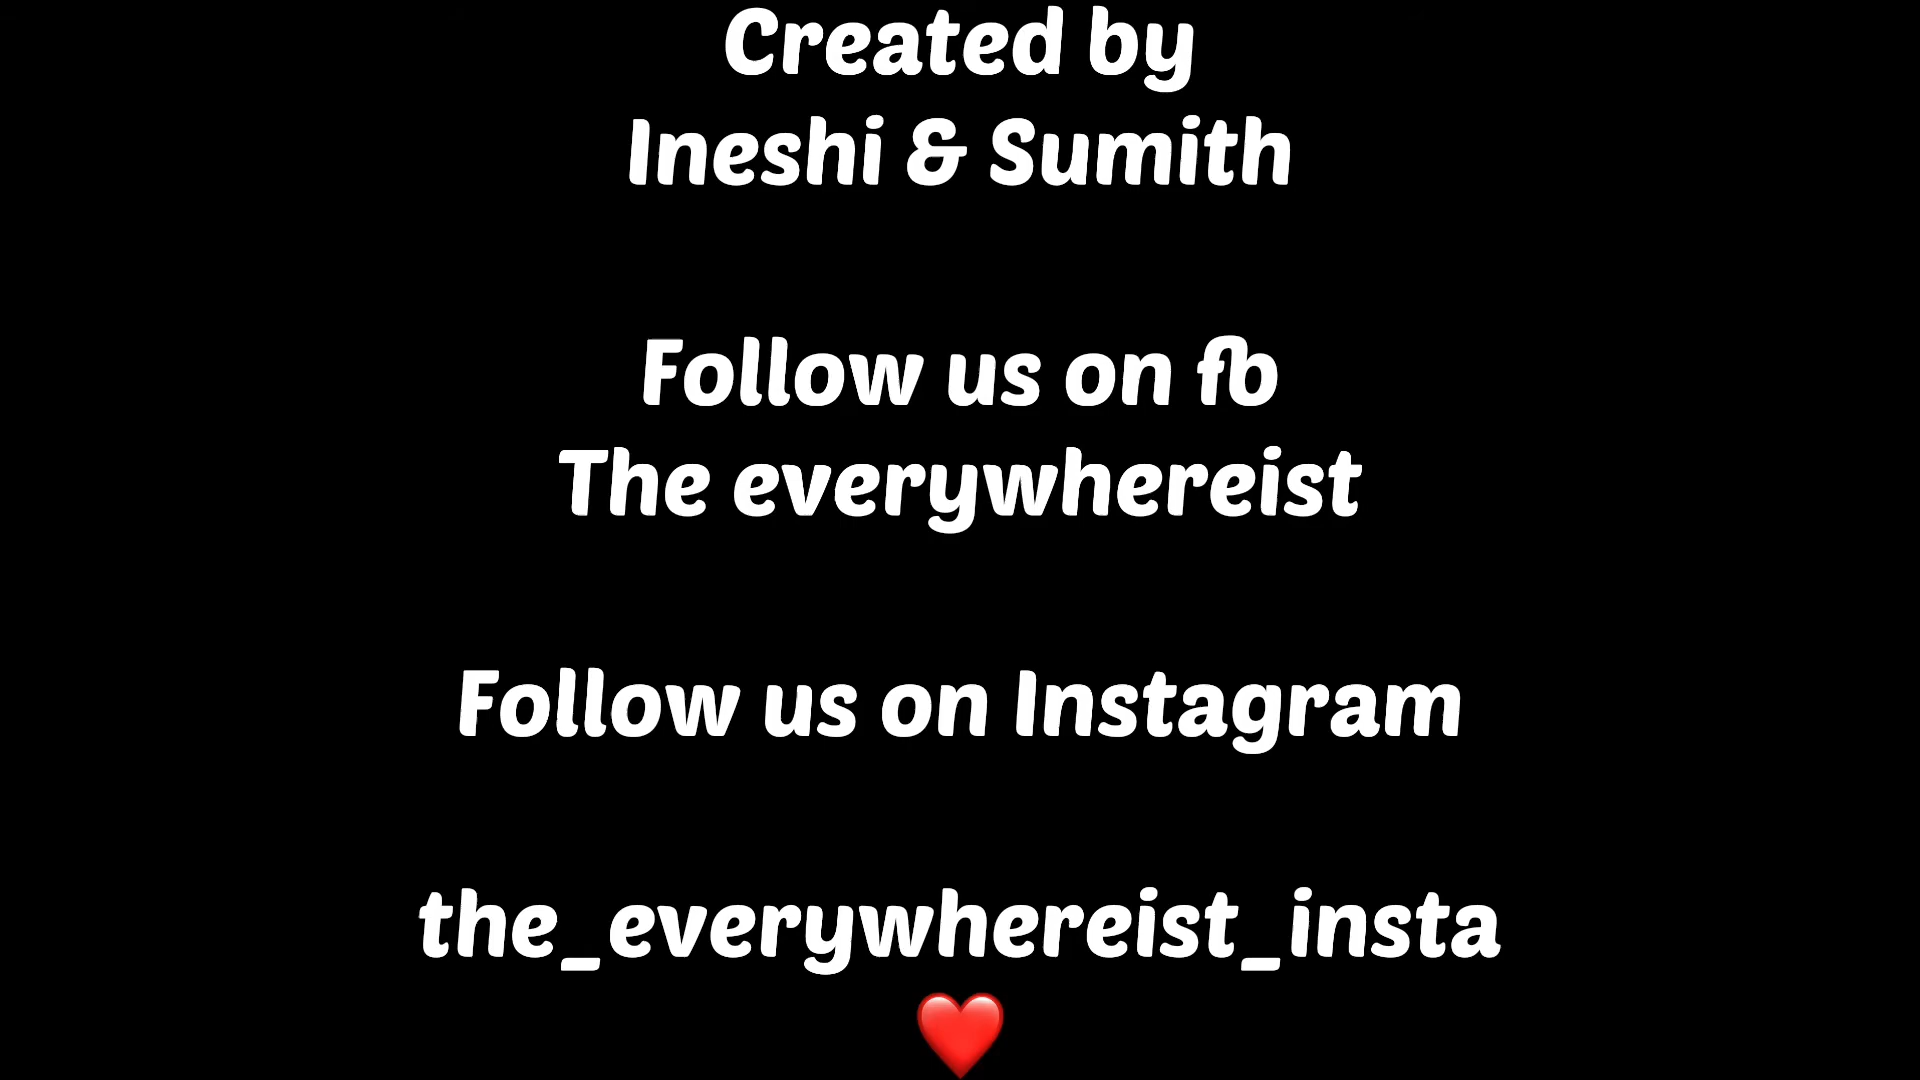 Created by
Ineshi & Sumith
Follow us on fb
The everywhereist
Follow us on Instagram
the_everywhereist_insta
❤️